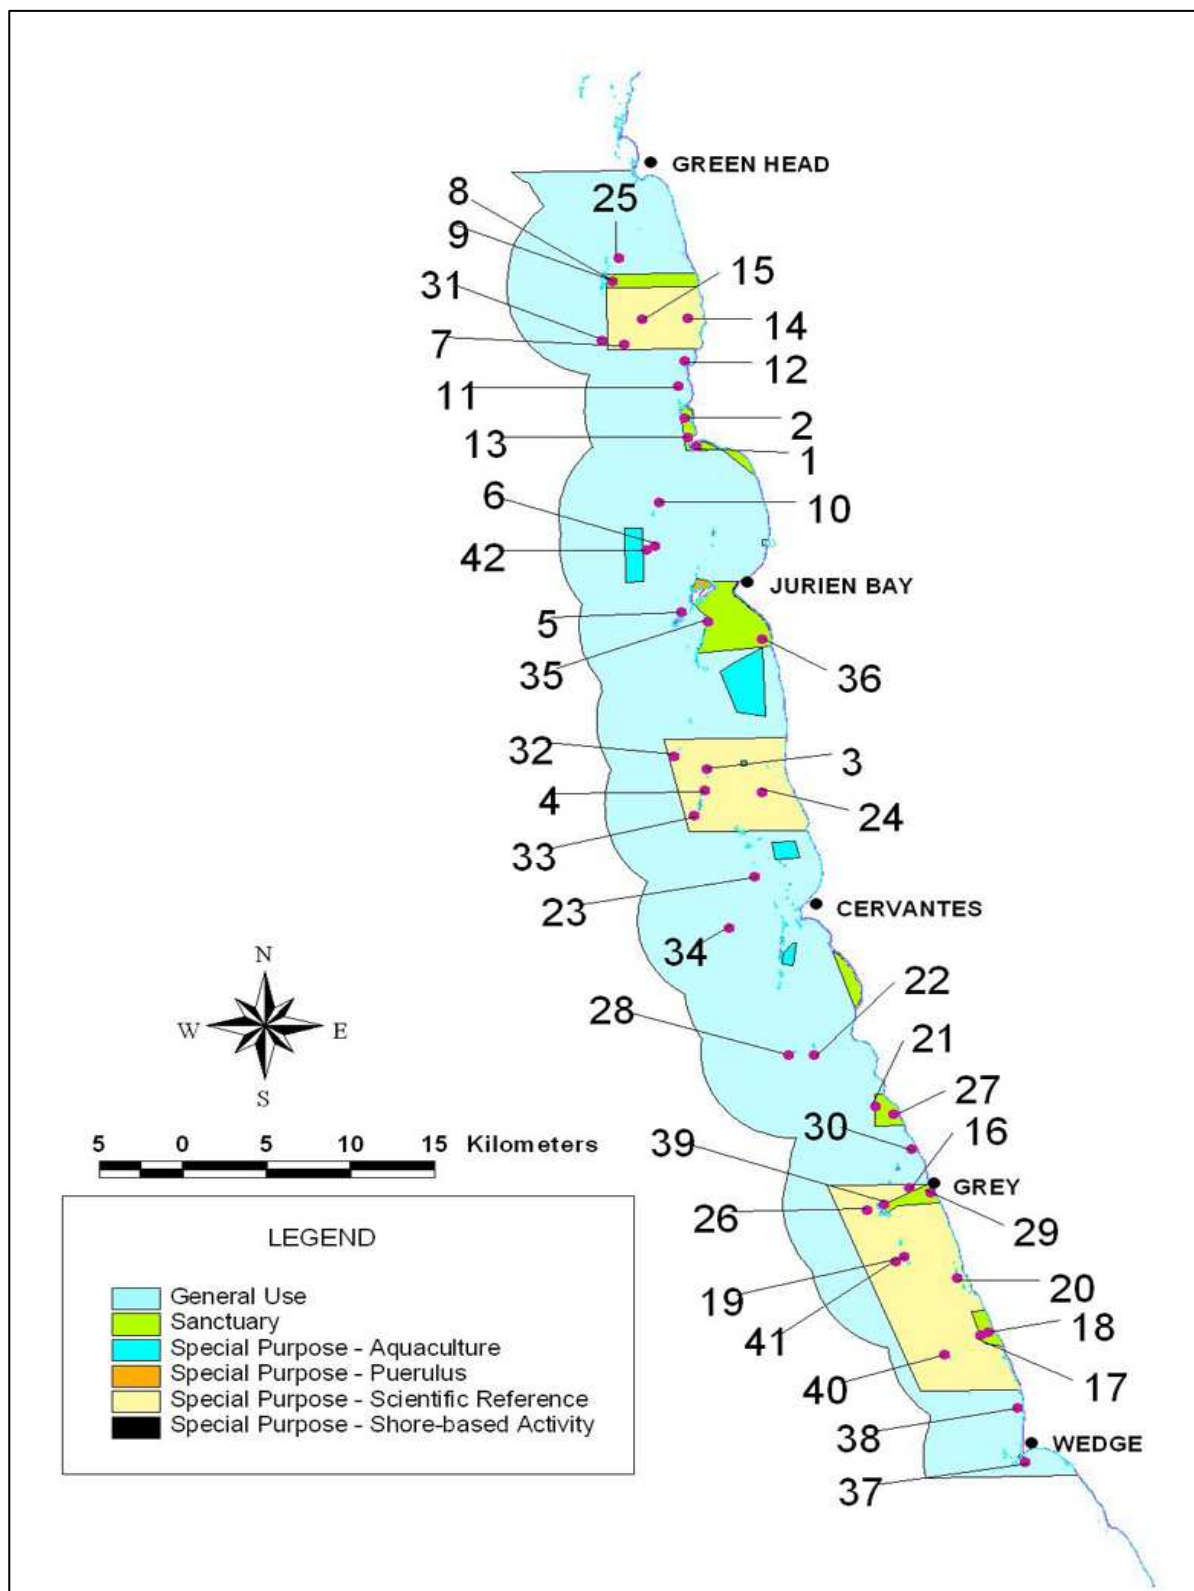 GREEN HEAD
8
25
9
15
31
14
7
12
11
2
13
1
6
10
42
JURIEN BAY
5
35
36
32
3
4
24
33
23
CERVANTES
34
N
22
28
W
E
21
S
27
5 0 5 10 15 Kilometers
30
16
39
GREY
26
29
LEGEND
19
20
General Use
41
18
Sanctuary
Special Purpose - Aquaculture
17
Special Purpose - Puerulus
40
Special Purpose - Scientific Reference
Special Purpose - Shore-based Activity
38
WEDGE
37